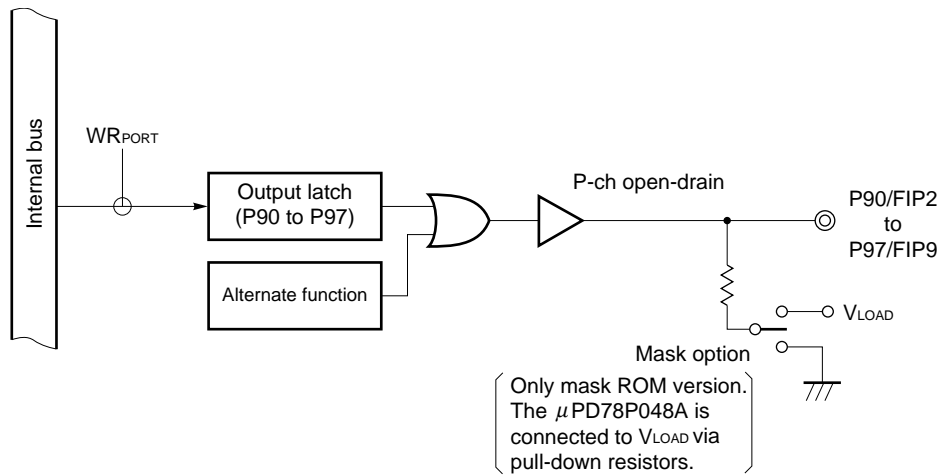 Internal bus
WRPORT
Output latch
(P90 to P97)
Alternate function
P-ch open-drain
P90/FIP2
to
P97/FIP9
VLOAD
Mask option
Only mask ROM version.
The μPD78P048A is
connected to VLOAD via
pull-down resistors.